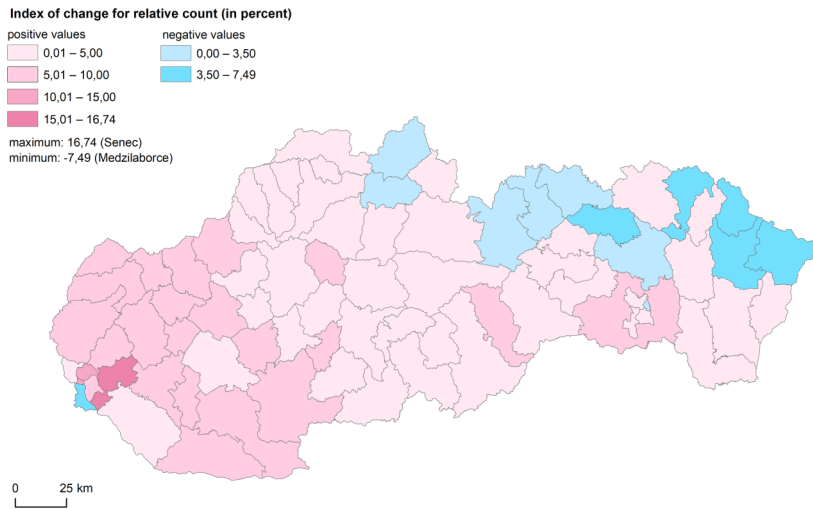 Index of change for relative count (in percent)
positive values
negative values
0,01 – 5,00
0,00 – 3,50
5,01 – 10,00
3,50 – 7,49
10,01 – 15,00
15,01 – 16,74
maximum: 16,74 (Senec)
minimum: -7,49 (Medzilaborce)
0 25 km